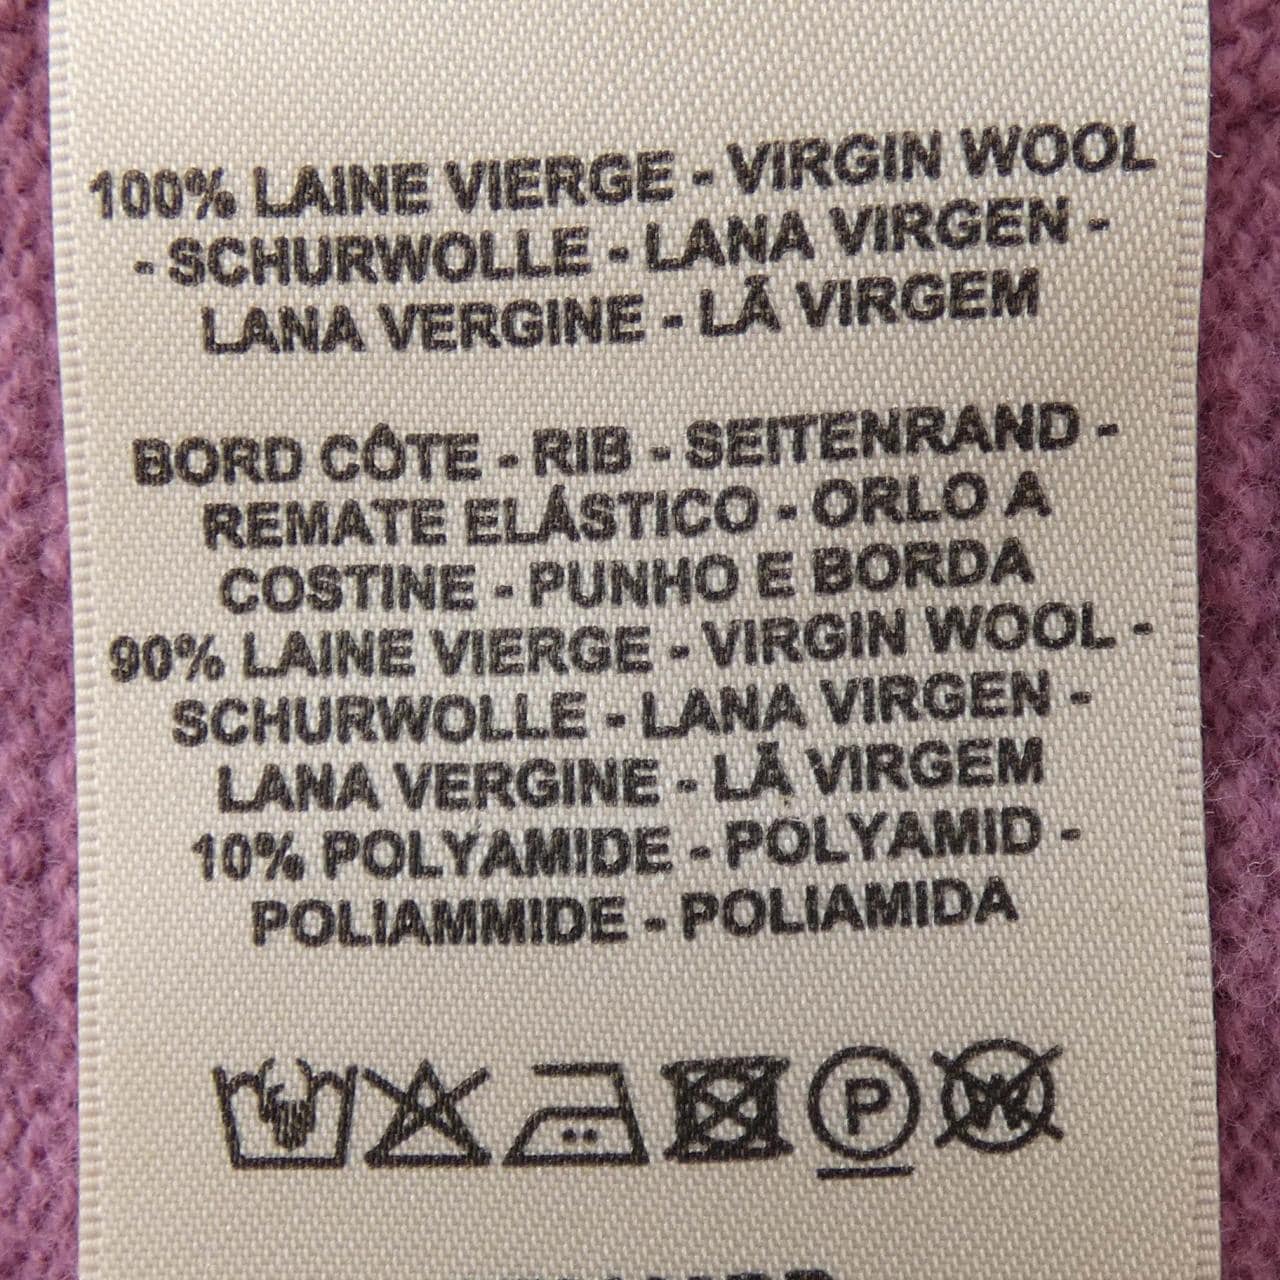 100% LAINE VIERGE - VIRGIN WOOL
- SCHURWOLLE - LANA VIRGEN -
LANA VERGINE - LÃ VIRGEM
BORD CÔTE - RIB - SEITENRAND -
REMATE ELÁSTICO - ORLO A
COSTINE - PUNHO E BORDA
90% LAINE VIERGE - VIRGIN WOOL -
SCHURWOLLE - LANA VIRGEN -
LANA VERGINE - LÃ VIRGEM
10% POLYAMIDE - POLYAMID -
POLIAMMIDE - POLIAMIDA
P